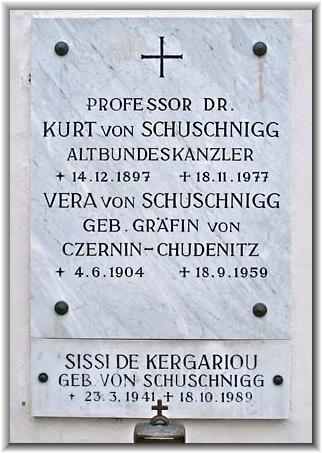 PROFESSOR DR.
KURT VON SCHUSCHNIGG
ALTBUNDESKANZLER
+ 14.12.1897 ✝ 18.11.1977
VERA VON SCHUSCHNIGG
GEB. GRÄFIN VON
CZERNIN-CHUDENITZ
+ 4.6.1904 ✝ 18.9.1959
SISSI DE KERGARIOU
GEB. VON SCHUSCHNIGG
+ 23.3.1941 ✝ 18.10.1989